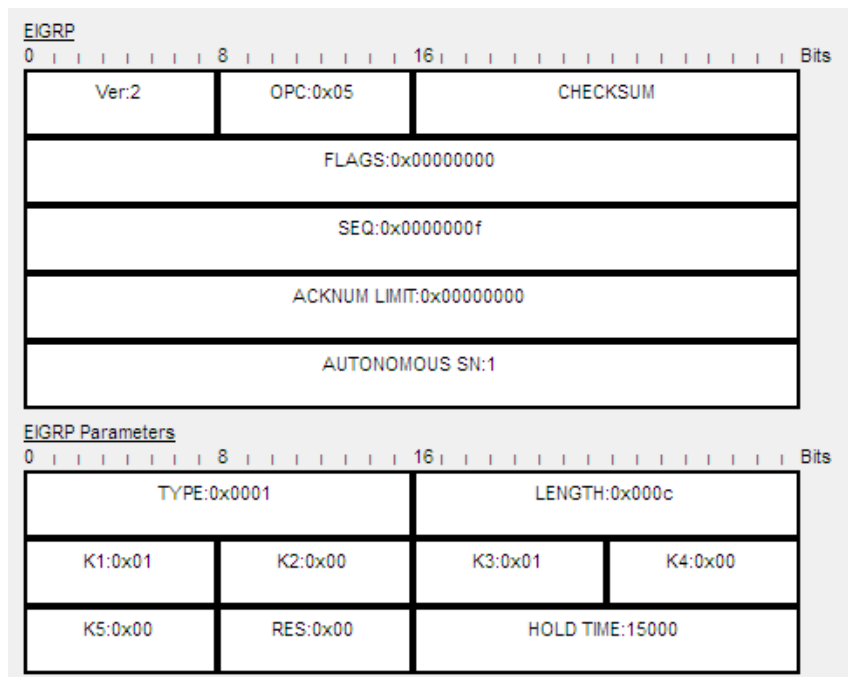 EIGRP
0 8 16 Bits
Ver:2 OPC:0x05 CHECKSUM
FLAGS:0x00000000
SEQ:0x0000000f
ACKNUM LIMIT:0x00000000
AUTONOMOUS SN:1
EIGRP Parameters
0 8 16 Bits
TYPE:0x0001 LENGTH:0x000c
K1:0x01 K2:0x00 K3:0x01 K4:0x00
K5:0x00 RES:0x00 HOLD TIME:15000